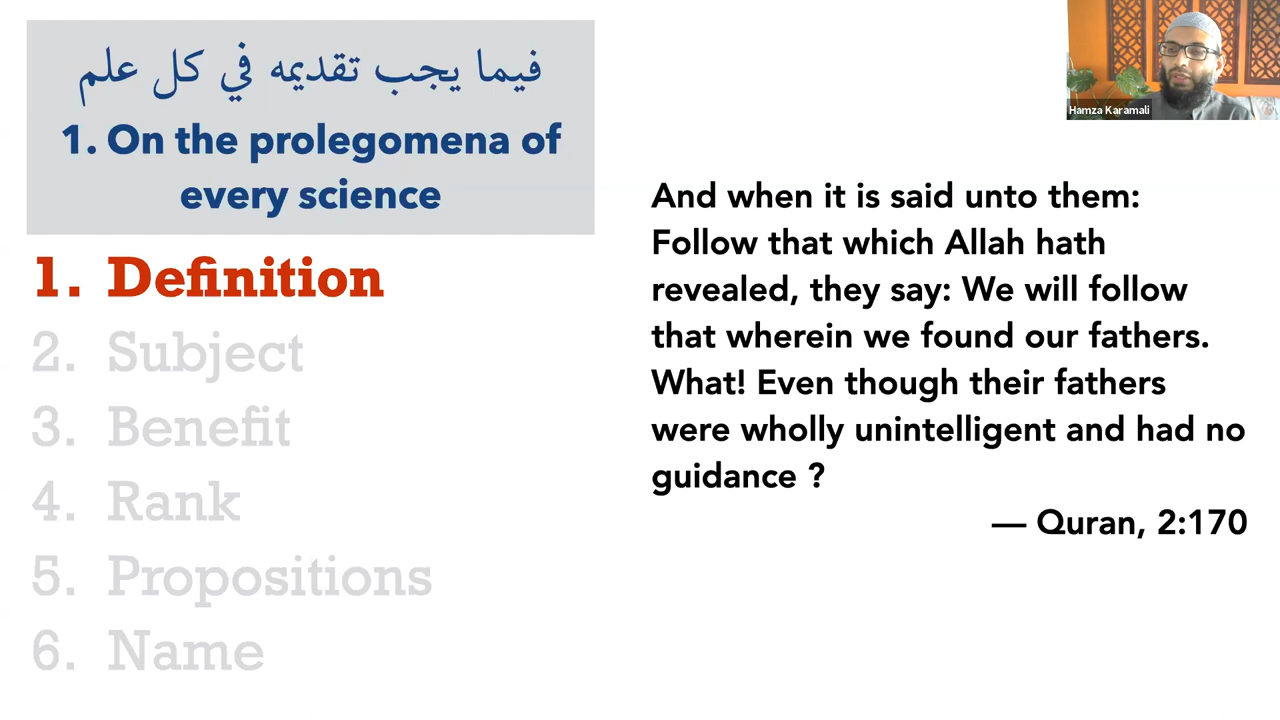 فيما يجب تقديمه في كل علم
1. On the prolegomena of
every science
1. Definition
2. Subject
3. Benefit
4. Rank
5. Propositions
6. Name
Hamza Karamali
And when it is said unto them:
Follow that which Allah hath
revealed, they say: We will follow
that wherein we found our fathers.
What! Even though their fathers
were wholly unintelligent and had no
guidance ?
— Quran, 2:170